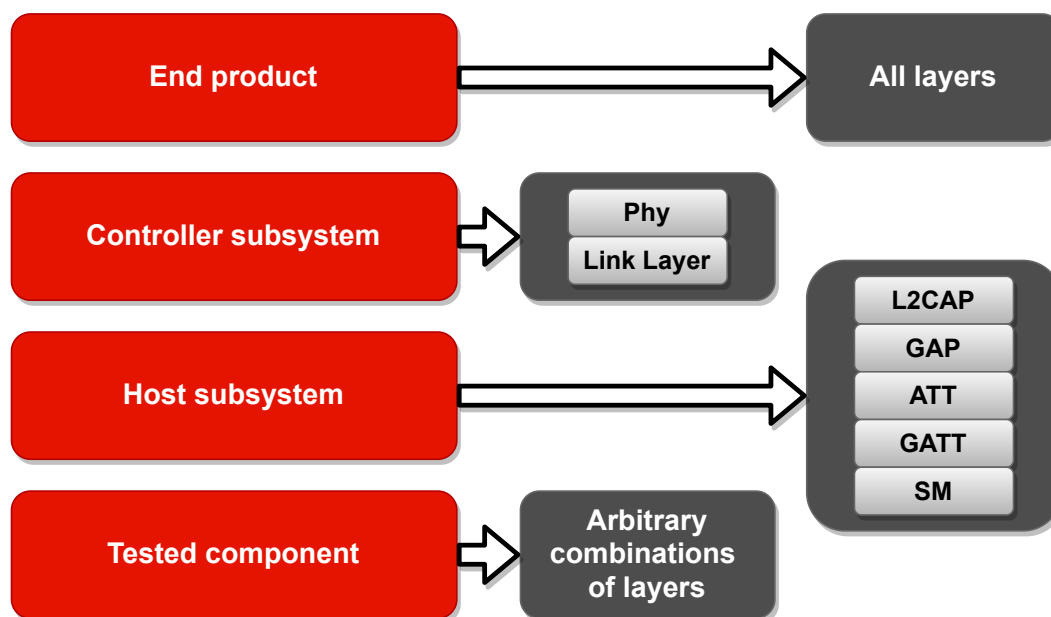 End product
All layers
Controller subsystem
Phy
Link Layer
Host subsystem
L2CAP
GAP
ATT
GATT
SM
Tested component
Arbitrary
combinations
of layers